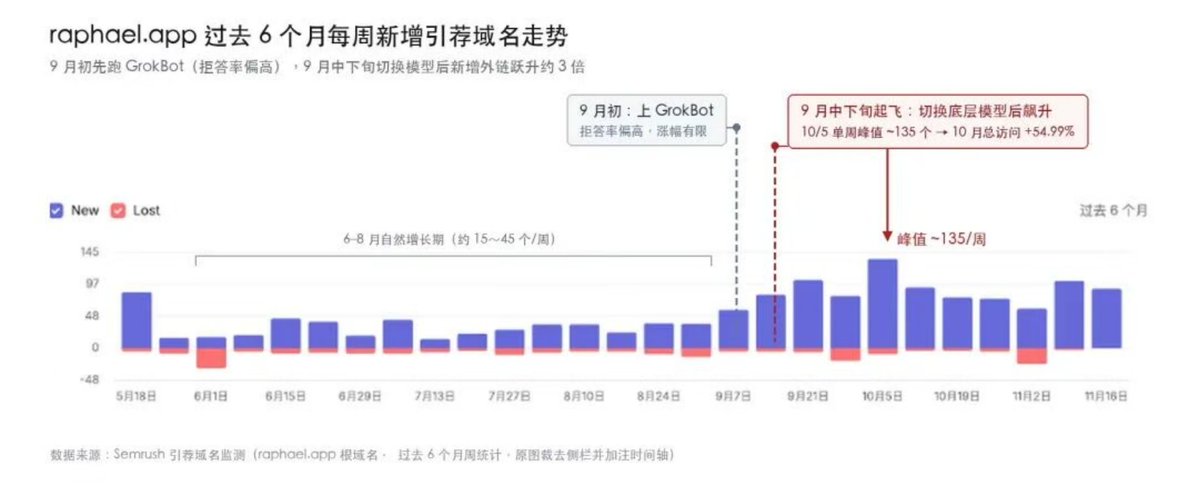 raphael.app 过去 6 个月每周新增引荐域名走势
9 月初先跑 GrokBot（拒答率偏高），9 月中下旬切换模型后新增外链跃升约 3 倍
9 月初：上 GrokBot
拒答率偏高，涨幅有限
9 月中下旬起飞：切换底层模型后飙升
10/5 单周峰值 ~135 个 → 10 月总访问 +54.99%
New Lost
过去 6 个月
6–8 月自然增长期（约 15～45 个/周）
峰值 ~135/周
145
97
48
0
-48
5月18日 6月1日 6月15日 6月29日 7月13日 7月27日 8月10日 8月24日 9月7日 9月21日 10月5日 10月19日 11月2日 11月16日
数据来源：Semrush 引荐域名监测（raphael.app 根域名， 过去 6 个月周统计，原图截去侧栏并加注时间轴）